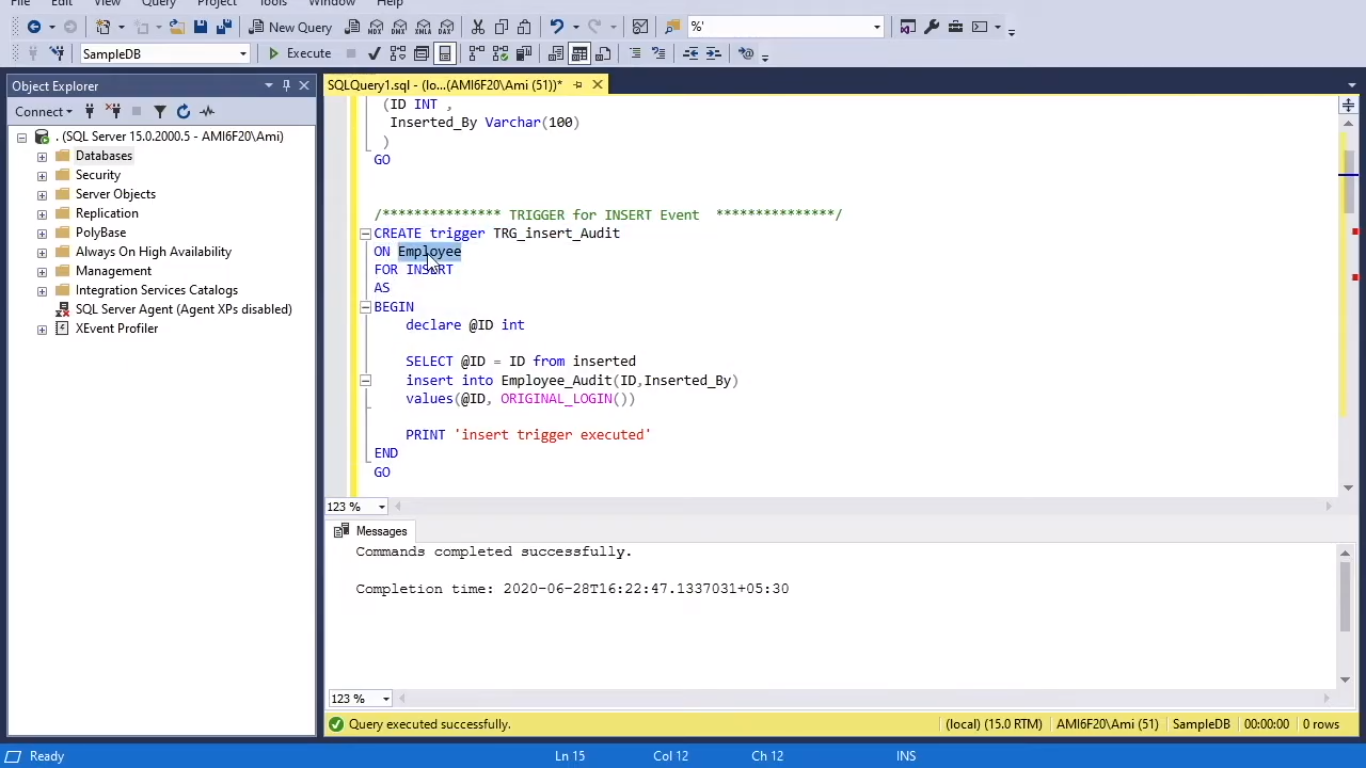 File Edit View Query Project Tools Window Help
New Query MDX DMX XMLA DAX %'
SampleDB Execute
Object Explorer
Connect
. (SQL Server 15.0.2000.5 - AMI6F20\Ami)
Databases
Security
Server Objects
Replication
PolyBase
Always On High Availability
Management
Integration Services Catalogs
SQL Server Agent (Agent XPs disabled)
XEvent Profiler
SQLQuery1.sql - (lo...(AMI6F20\Ami (51))*
(ID INT ,
Inserted_By Varchar(100)
)
GO
/*************** TRIGGER for INSERT Event ***************/
CREATE trigger TRG_insert_Audit
ON Employee
FOR INSERT
AS
BEGIN
declare @ID int
SELECT @ID = ID from inserted
insert into Employee_Audit(ID,Inserted_By)
values(@ID, ORIGINAL_LOGIN())
PRINT 'insert trigger executed'
END
GO
123 %
Messages
Commands completed successfully.
Completion time: 2020-06-28T16:22:47.1337031+05:30
123 %
Query executed successfully. (local) (15.0 RTM) AMI6F20\Ami (51) SampleDB 00:00:00 0 rows
Ready Ln 15 Col 12 Ch 12 INS